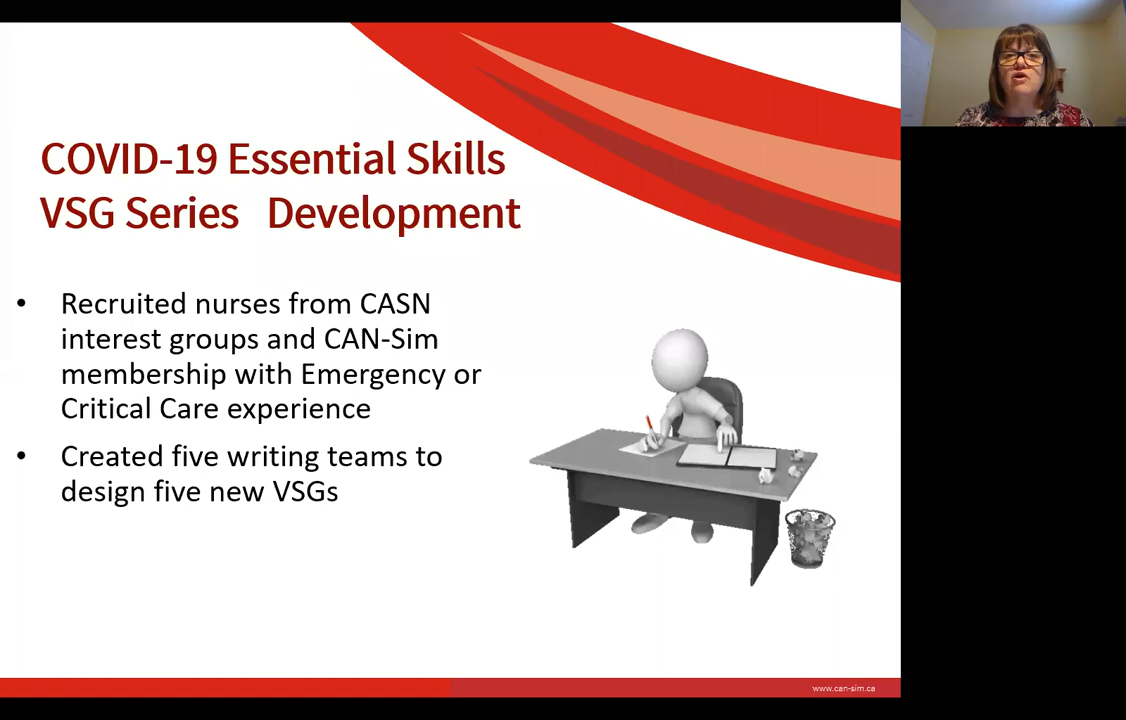 COVID-19 Essential Skills
VSG Series Development
• Recruited nurses from CASN
interest groups and CAN-Sim
membership with Emergency or
Critical Care experience
• Created five writing teams to
design five new VSGs
www.can-sim.ca